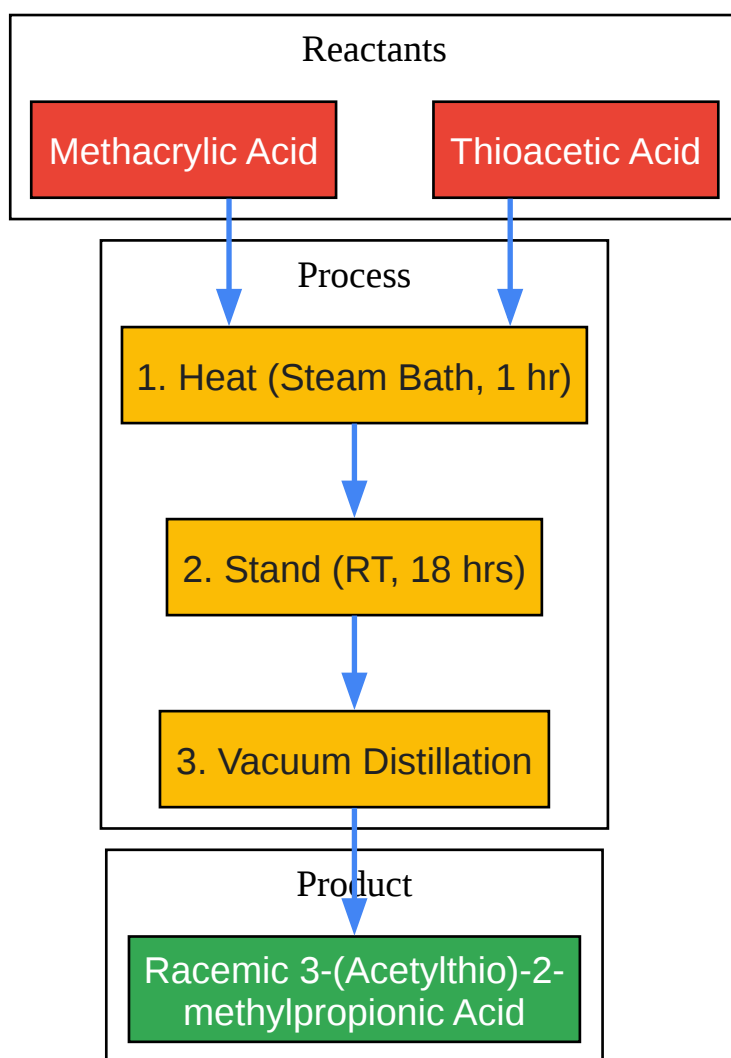 Reactants
Methacrylic Acid
Thioacetic Acid
Process
1. Heat (Steam Bath, 1 hr)
2. Stand (RT, 18 hrs)
3. Vacuum Distillation
Product
Racemic 3-(Acetylthio)-2-
methylpropionic Acid